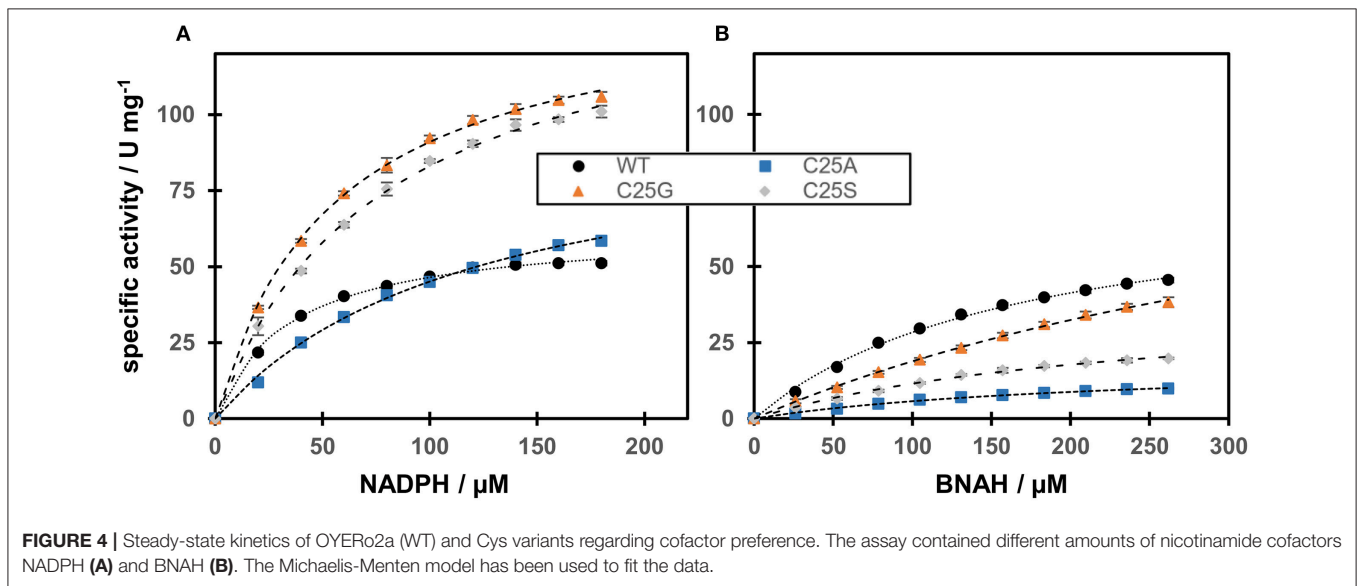 A
B
specific activity / U mg⁻¹
100
75
50
25
0
0 50 100 150 200
NADPH / µM
WT C25A
C25G C25S
100
75
50
25
0
0 50 100 150 200 250 300
BNAH / µM
FIGURE 4 | Steady-state kinetics of OYERo2a (WT) and Cys variants regarding cofactor preference. The assay contained different amounts of nicotinamide cofactors
NADPH (A) and BNAH (B). The Michaelis-Menten model has been used to fit the data.